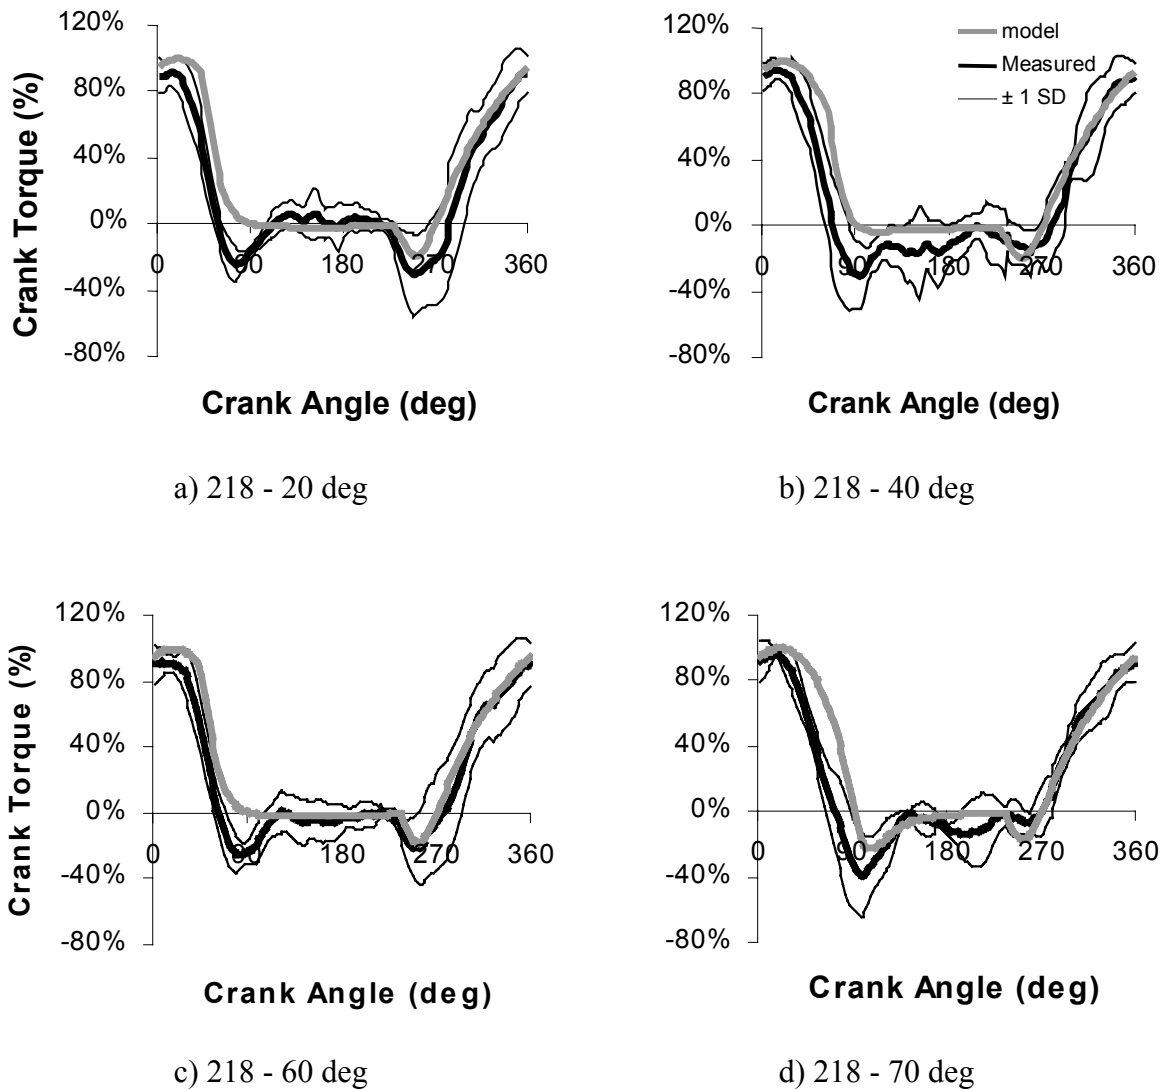 120%
80%
40%
0%
-40%
-80%
0 90 180 270 360
Crank Torque (%)
Crank Angle (deg)
a) 218 - 20 deg
120%
80%
40%
0%
-40%
-80%
0 90 180 270 360
model
Measured
± 1 SD
Crank Torque (%)
Crank Angle (deg)
b) 218 - 40 deg
120%
80%
40%
0%
-40%
-80%
0 90 180 270 360
Crank Torque (%)
Crank Angle (deg)
c) 218 - 60 deg
120%
80%
40%
0%
-40%
-80%
0 90 180 270 360
Crank Torque (%)
Crank Angle (deg)
d) 218 - 70 deg